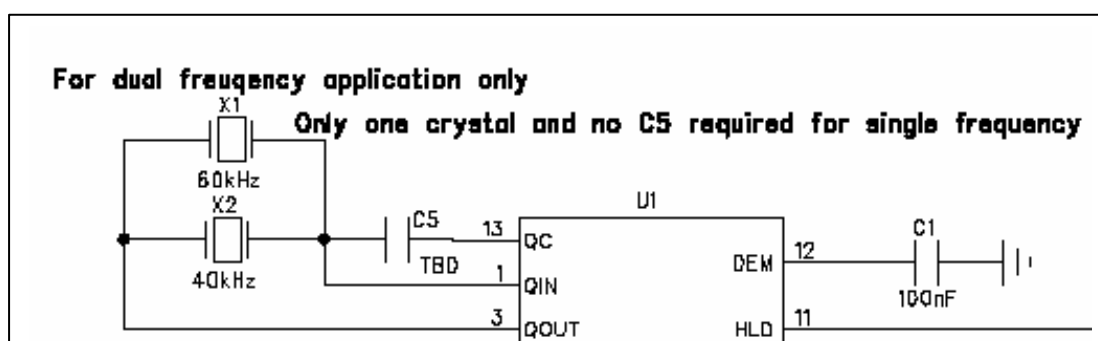 For dual freuqency application only
X1
Only one crystal and no C5 required for single frequency
60kHz
X2
U1
C5
13
QC
C1
12
DEM
TBD
40kHz
1
QIN
100nF
3
QOUT
HLD
11